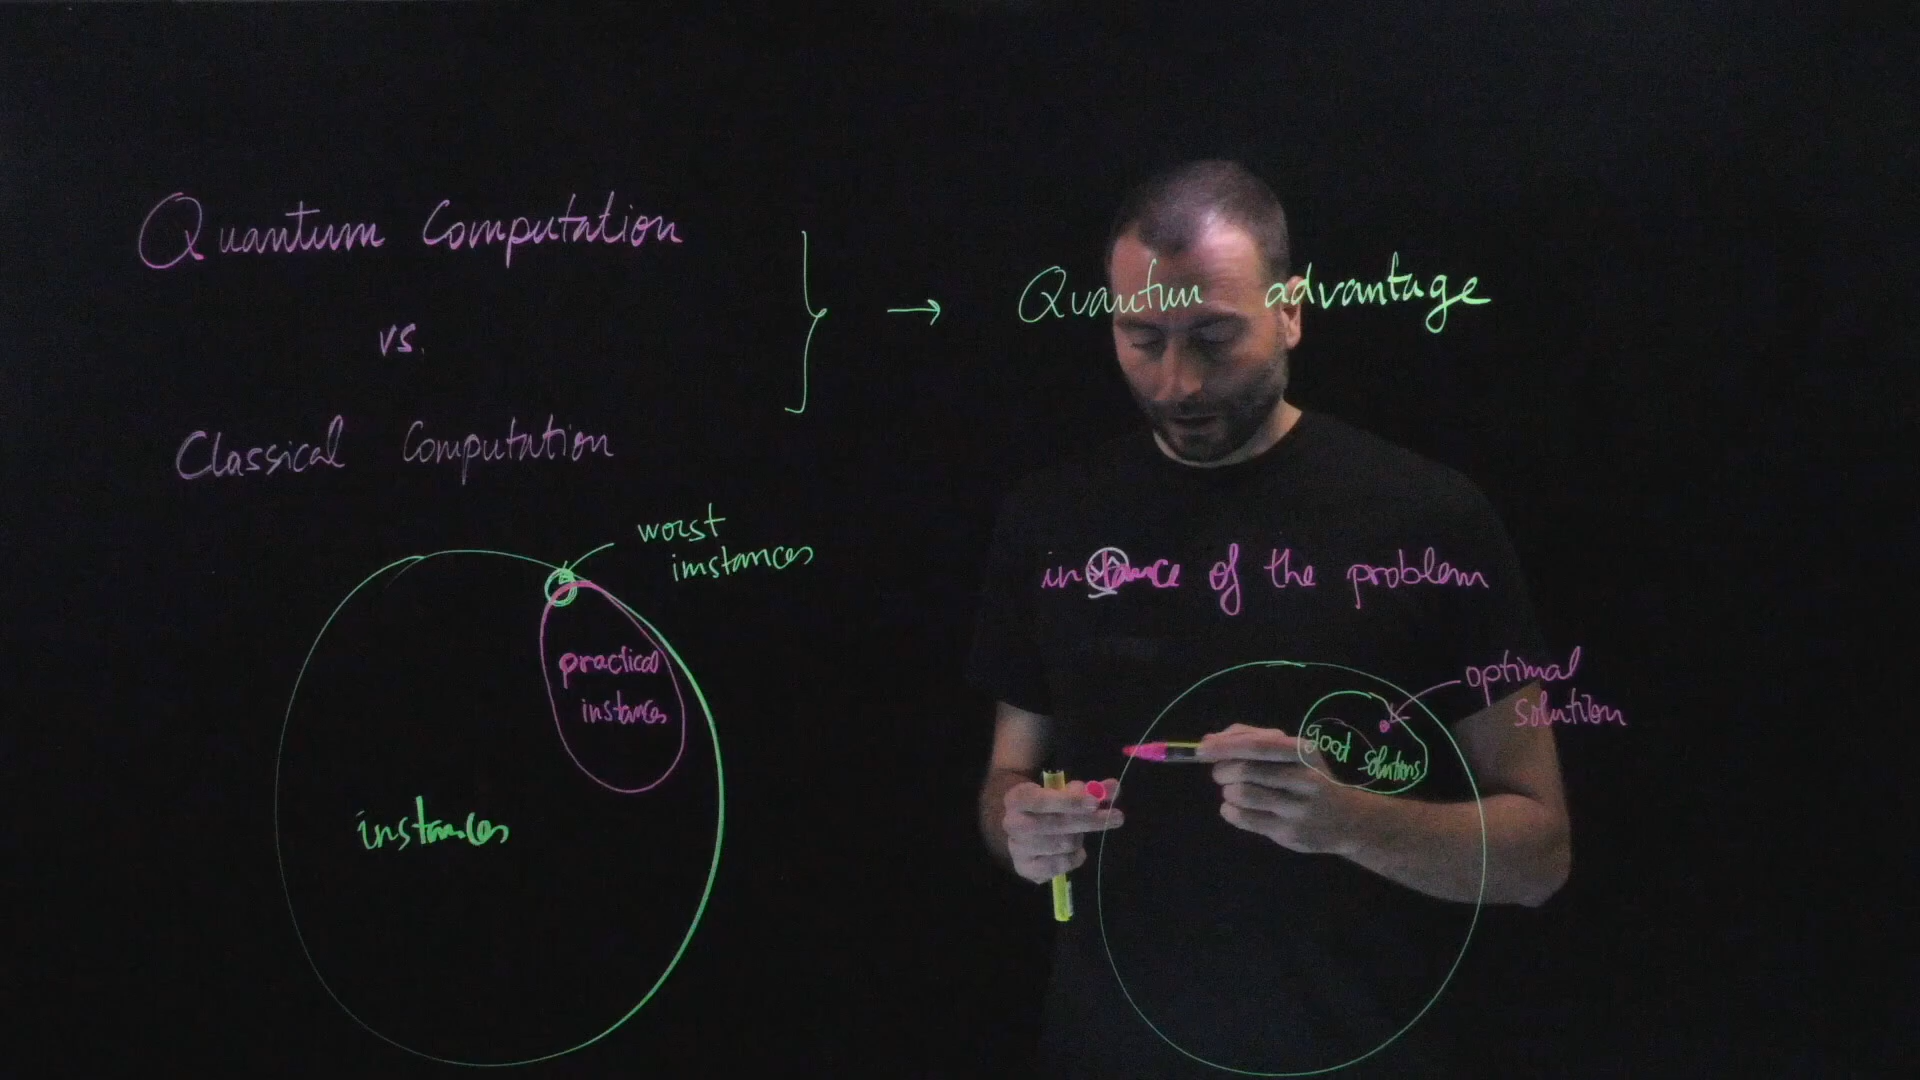 Quantum Computation
vs.
Classical Computation
→ Quantum advantage
worst
instances
practical
instances
instances
instance of the problem
optimal
solution
good solutions